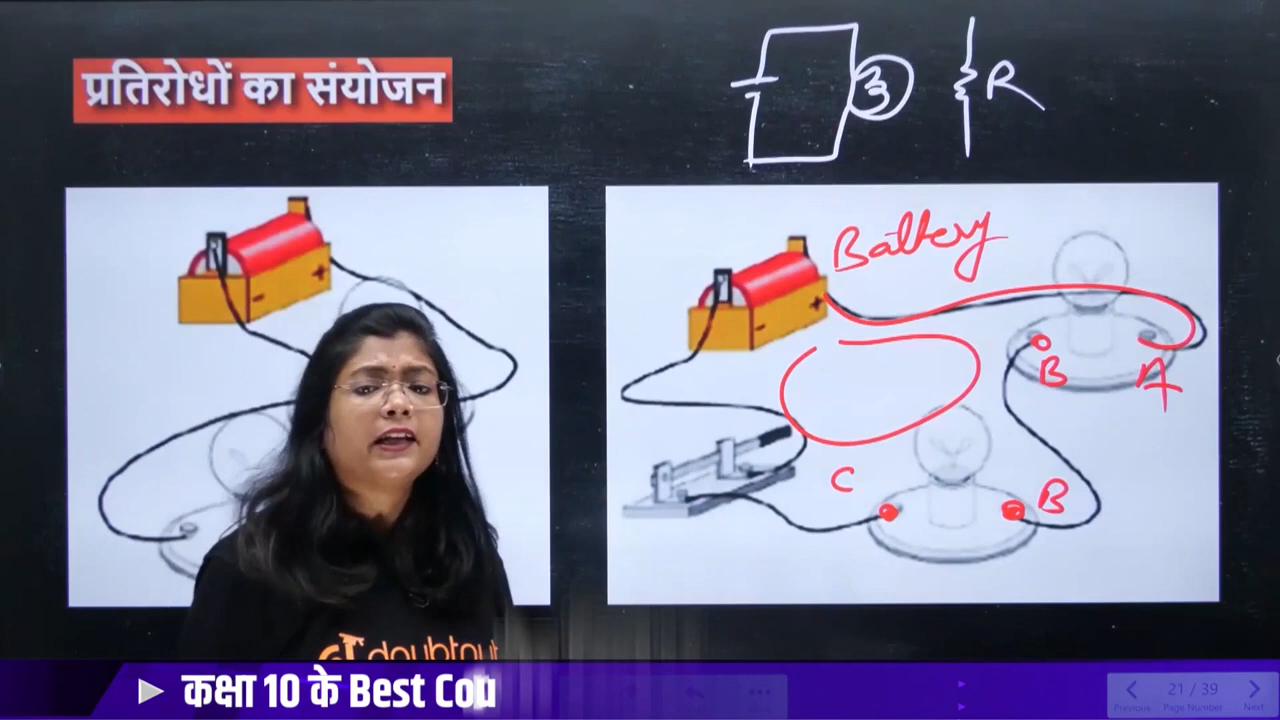 प्रतिरोधों का संयोजन
R
Battery
B
A
C
B
doubtnut
कक्षा 10 के Best Cou
21 / 39
Previous
Page Number
Next